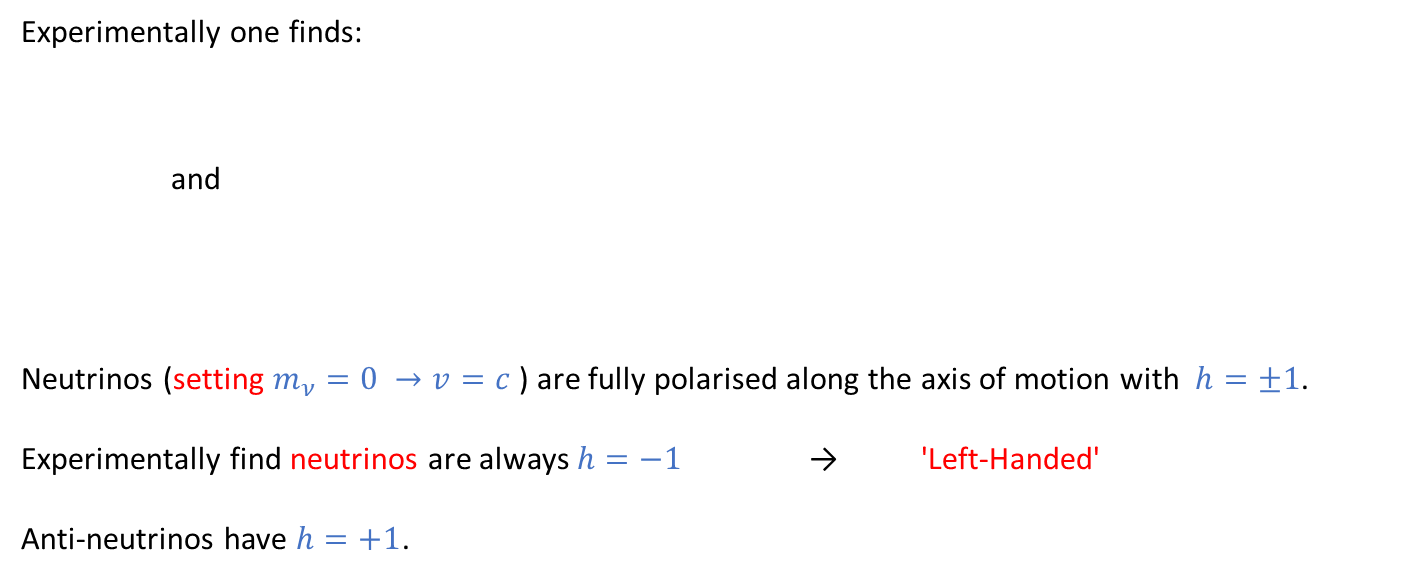 Experimentally one finds:
and
Neutrinos (setting 𝑚ᵥ = 0 → 𝑣 = 𝑐 ) are fully polarised along the axis of motion with ℎ = ±1.
Experimentally find neutrinos are always ℎ = −1 → 'Left-Handed'
Anti-neutrinos have ℎ = +1.